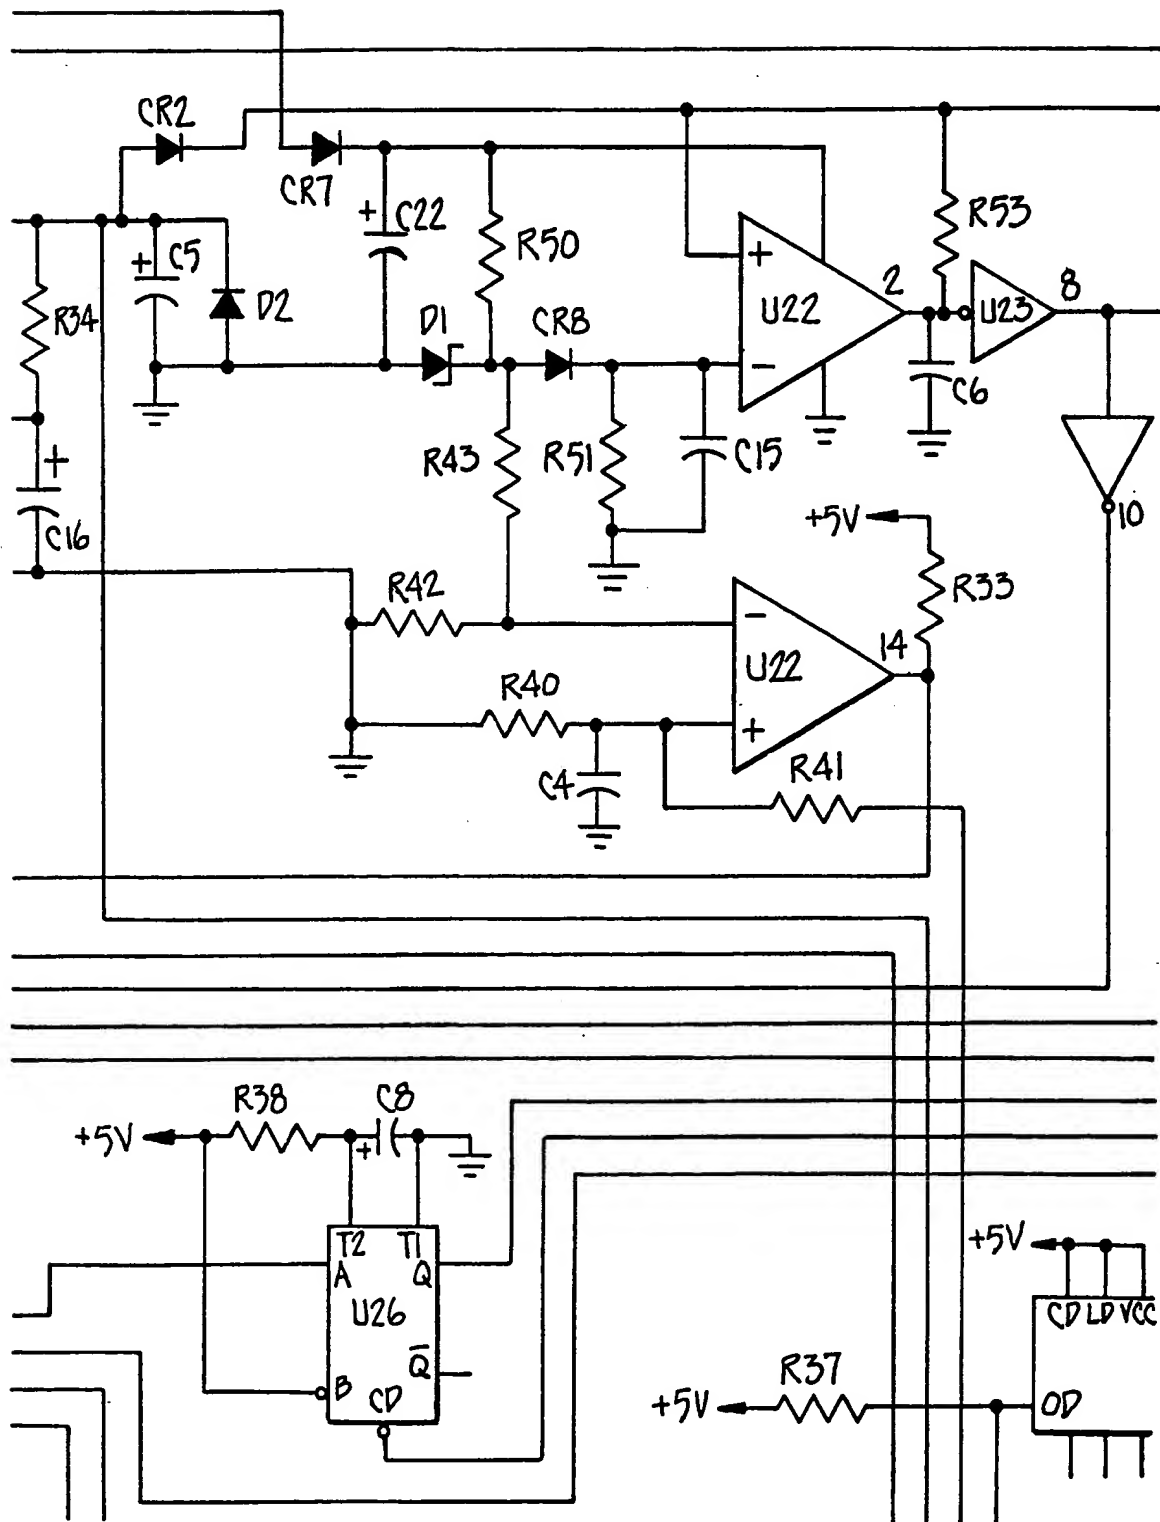 CR2
CR7
+ C22
R50
R53
+ C5
R34
D2
D1
CR8
+
U22
-
2
U23
8
C6
+
C16
R43
R51
C15
10
+5V
R33
R42
-
U22
+
14
R40
C4
R41
R38
C8
+5V
+
T2 T1
A Q
U26
Q̅
B
CD
+5V
CD LD VCC
R37
+5V
OD